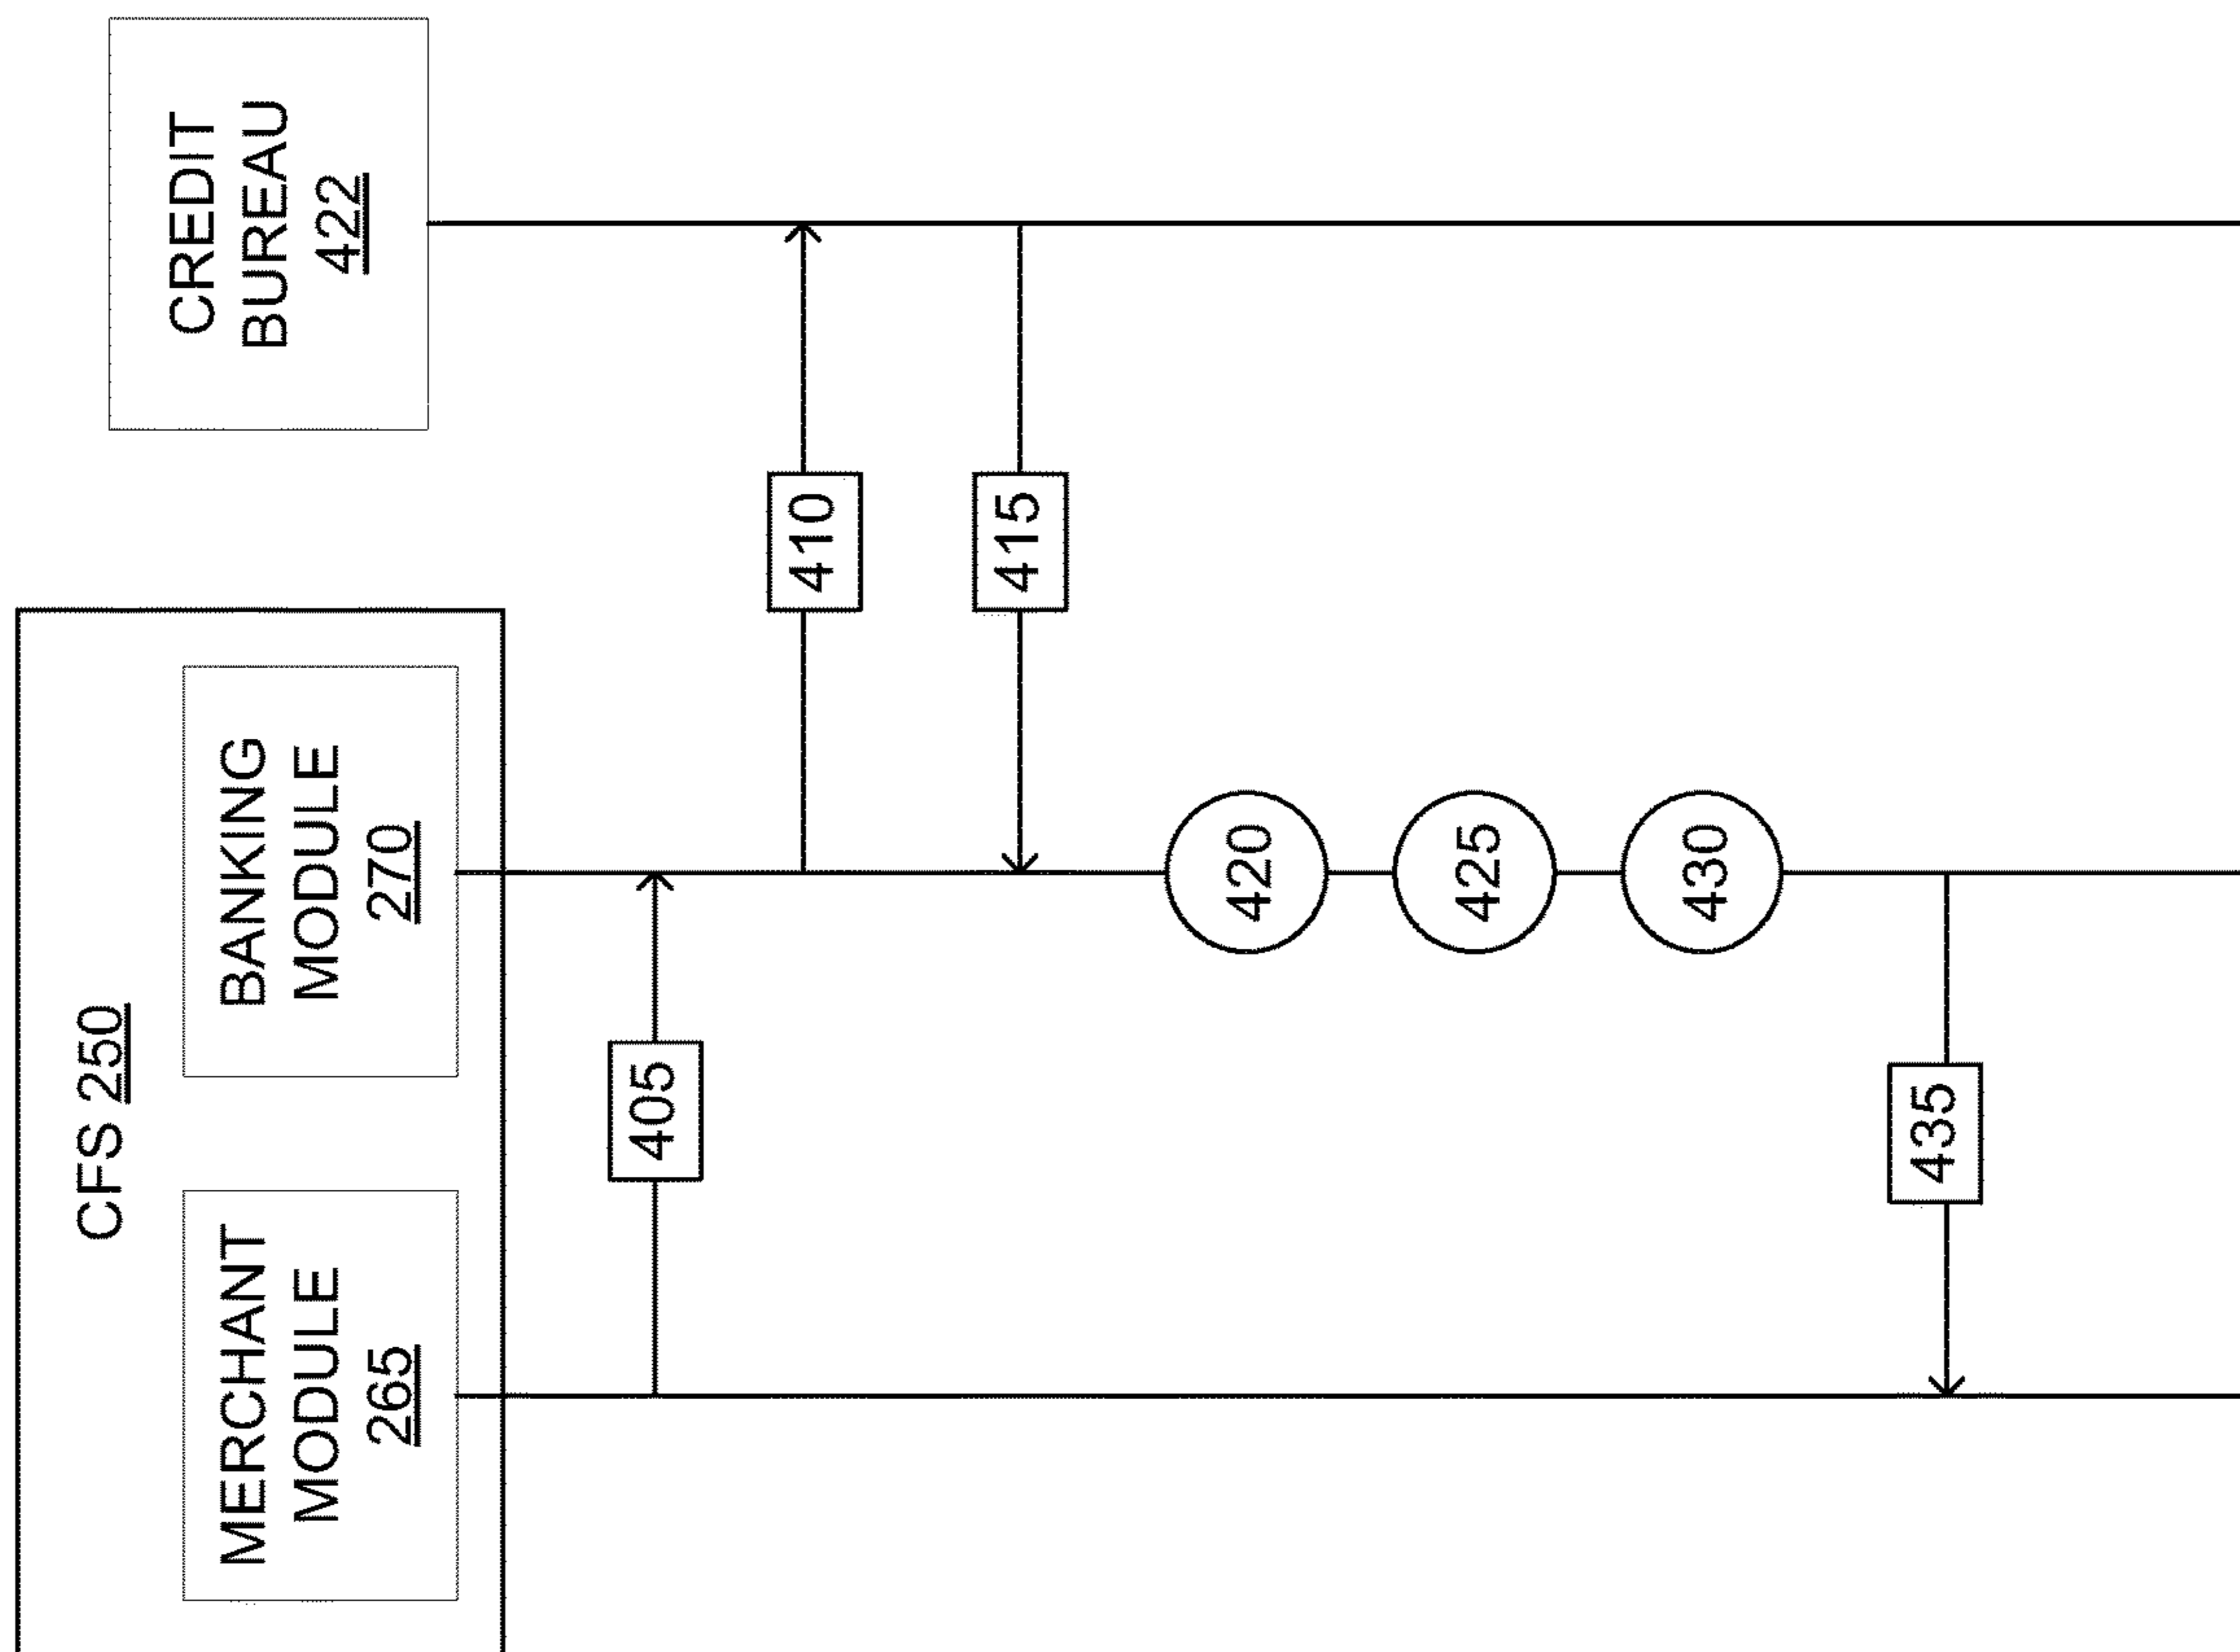 CFS 250
MERCHANT
MODULE
265
BANKING
MODULE
270
CREDIT
BUREAU
422
405
410
415
420
425
430
435